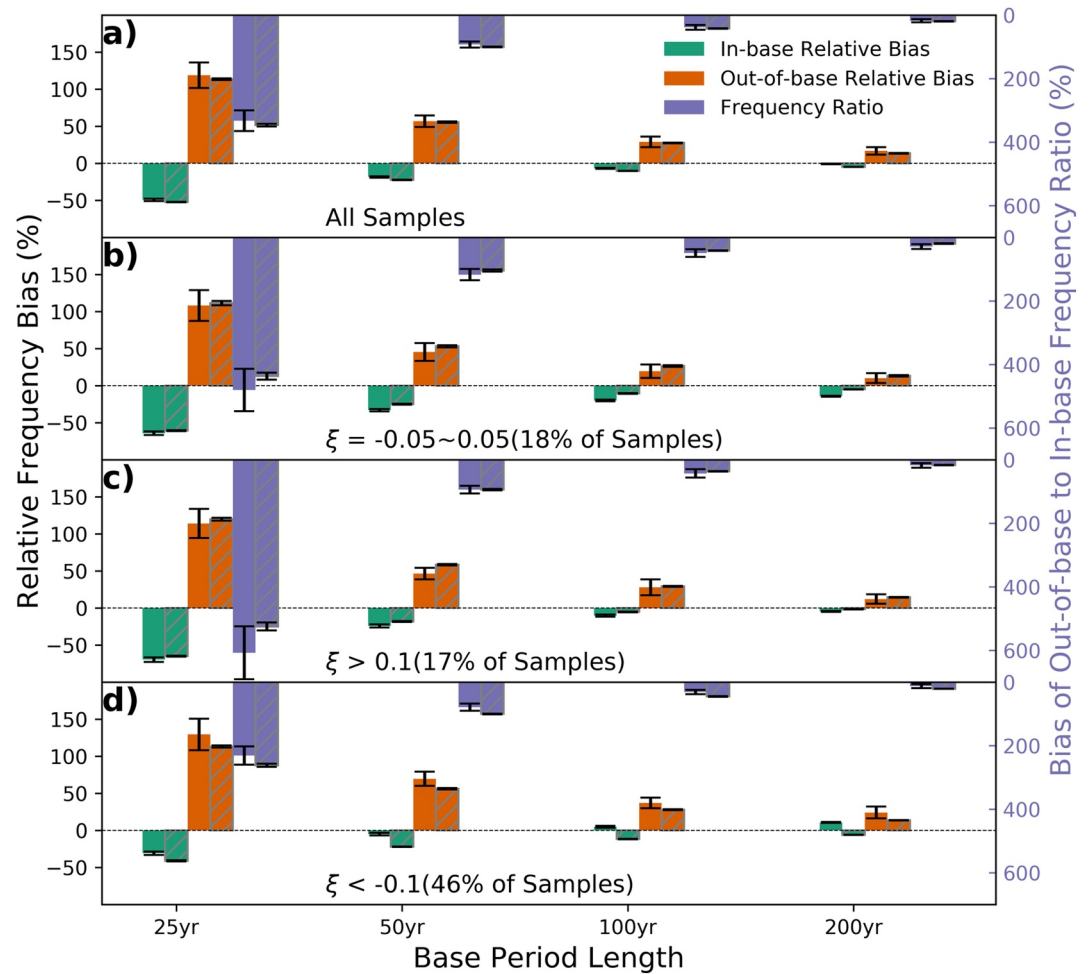 Relative Frequency Bias (%)
Bias of Out-of-base to In-base Frequency Ratio (%)
a)
In-base Relative Bias
Out-of-base Relative Bias
Frequency Ratio
150
100
50
0
−50
0
200
400
600
All Samples
b)
150
100
50
0
−50
0
200
400
600
ξ = -0.05~0.05(18% of Samples)
c)
150
100
50
0
−50
0
200
400
600
ξ > 0.1(17% of Samples)
d)
150
100
50
0
−50
0
200
400
600
ξ < -0.1(46% of Samples)
25yr 50yr 100yr 200yr
Base Period Length